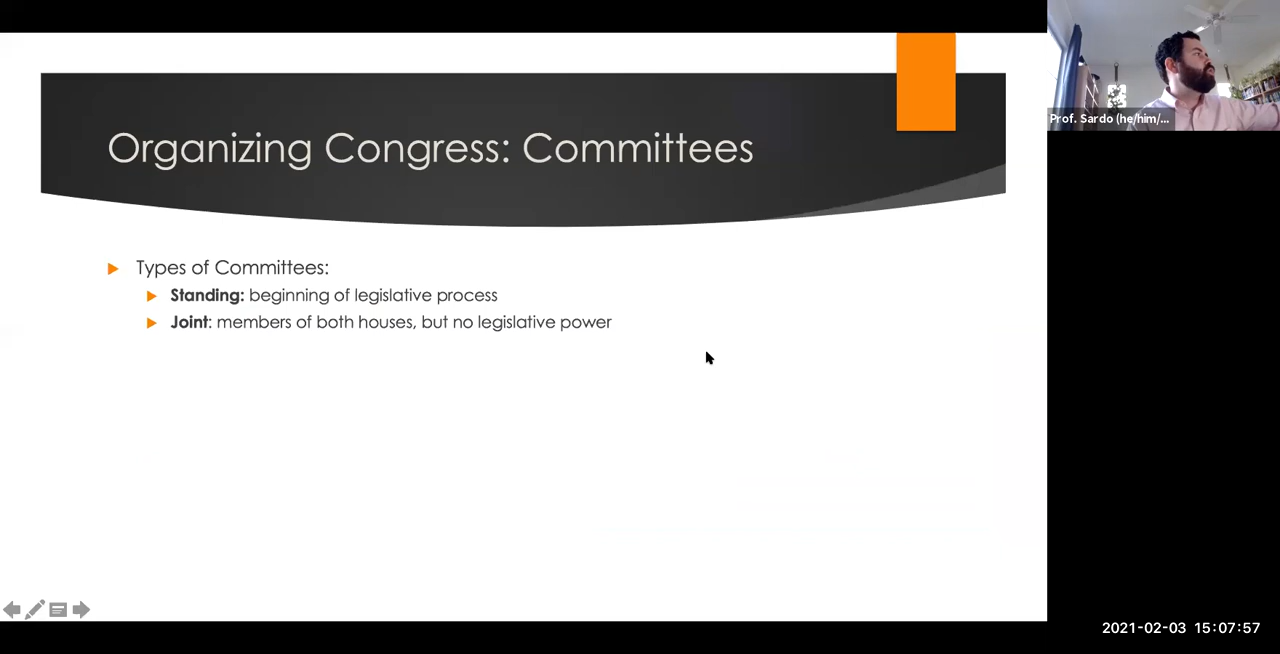 Organizing Congress: Committees
Prof. Sardo (he/him/...
Types of Committees:
Standing: beginning of legislative process
Joint: members of both houses, but no legislative power
2021-02-03 15:07:57